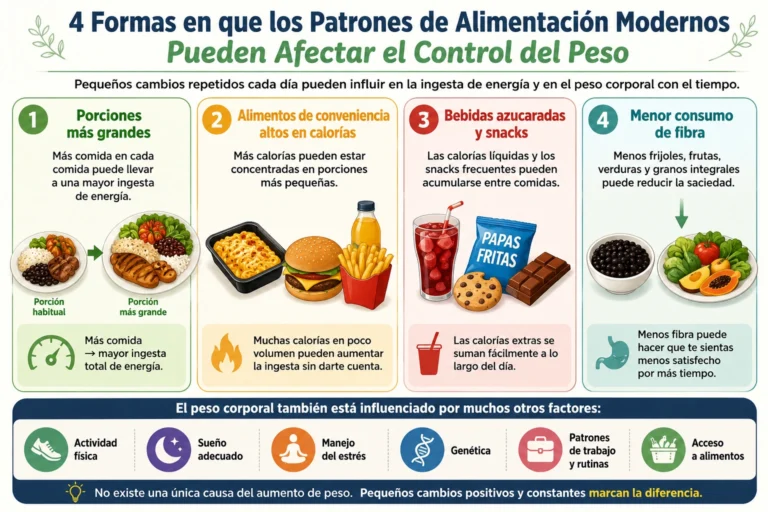 4 Formas en que los Patrones de Alimentación Modernos
Pueden Afectar el Control del Peso
Pequeños cambios repetidos cada día pueden influir en la ingesta de energía y en el peso corporal con el tiempo.
1
Porciones
más grandes
Más comida en cada
comida puede llevar
a una mayor ingesta
de energía.
Porción
habitual
Porción
más grande
Más comida
→ mayor ingesta
total de energía.
2
Alimentos de conveniencia
altos en calorías
Más calorías pueden estar
concentradas en porciones
más pequeñas.
Muchas calorías en poco
volumen pueden aumentar
la ingesta sin darte cuenta.
3
Bebidas azucaradas
y snacks
Las calorías líquidas y los
snacks frecuentes pueden
acumularse entre comidas.
PAPAS
FRITAS
Las calorías extras se
suman fácilmente a lo
largo del día.
4
Menor consumo
de fibra
Menos frijoles, frutas,
verduras y granos integrales
puede reducir la saciedad.
Menos fibra puede
hacer que te sientas
menos satisfecho
por más tiempo.
El peso corporal también está influenciado por muchos otros factores:
Actividad
física
Sueño
adecuado
Manejo
del estrés
Genética
Patrones
de trabajo
y rutinas
Acceso
a alimentos
No existe una única causa del aumento de peso. Pequeños cambios positivos y constantes marcan la diferencia.